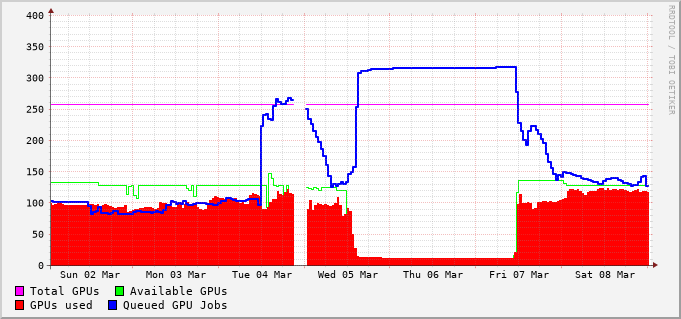 400
350
300
250
200
150
100
50
0
Sun 02 Mar Mon 03 Mar Tue 04 Mar Wed 05 Mar Thu 06 Mar Fri 07 Mar Sat 08 Mar
Total GPUs Available GPUs
GPUs used Queued GPU Jobs
RRDTOOL / TOBI OETIKER